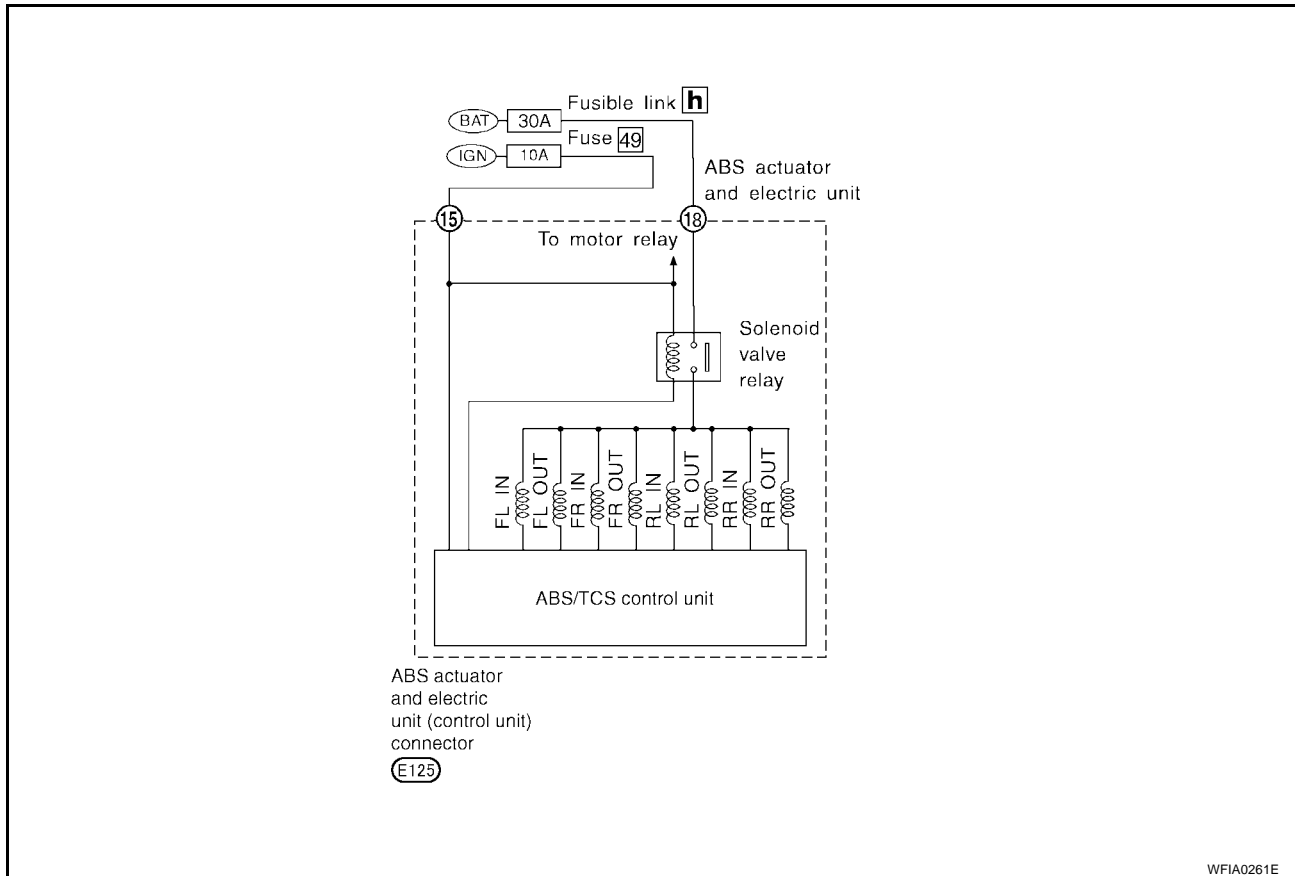 Fusible link h
BAT 30A
Fuse 49
IGN 10A
ABS actuator
and electric unit
15
18
To motor relay
Solenoid
valve
relay
FL IN
FL OUT
FR IN
FR OUT
RL IN
RL OUT
RR IN
RR OUT
ABS/TCS control unit
ABS actuator
and electric
unit (control unit)
connector
E125
WFIA0261E